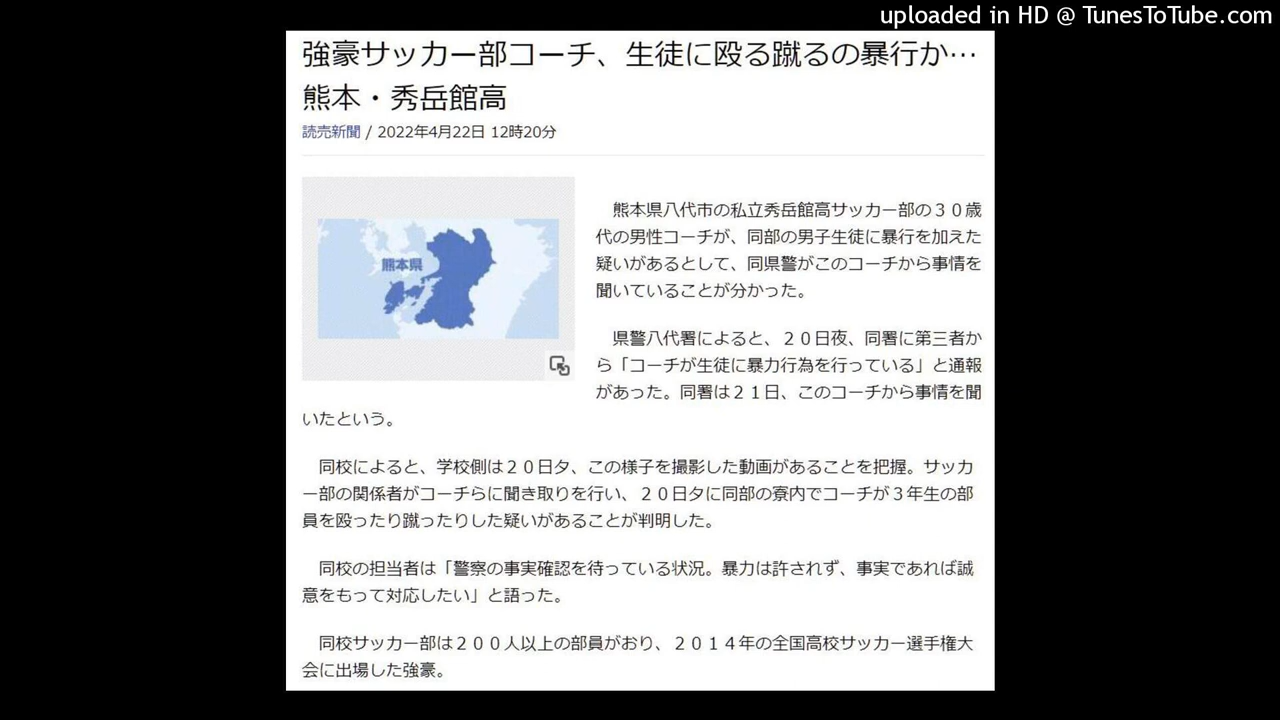 uploaded in HD @ TunesToTube.com
強豪サッカー部コーチ、生徒に殴る蹴るの暴行か…
熊本・秀岳館高
読売新聞 / 2022年4月22日 12時20分
熊本県
熊本県八代市の私立秀岳館高サッカー部の３０歳
代の男性コーチが、同部の男子生徒に暴行を加えた
疑いがあるとして、同県警がこのコーチから事情を
聞いていることが分かった。
県警八代署によると、２０日夜、同署に第三者か
ら「コーチが生徒に暴力行為を行っている」と通報
があった。同署は２１日、このコーチから事情を聞
いたという。
同校によると、学校側は２０日夕、この様子を撮影した動画があることを把握。サッカ
ー部の関係者がコーチらに聞き取りを行い、２０日夕に同部の寮内でコーチが３年生の部
員を殴ったり蹴ったりした疑いがあることが判明した。
同校の担当者は「警察の事実確認を待っている状況。暴力は許されず、事実であれば誠
意をもって対応したい」と語った。
同校サッカー部は２００人以上の部員がおり、２０１４年の全国高校サッカー選手権大
会に出場した強豪。